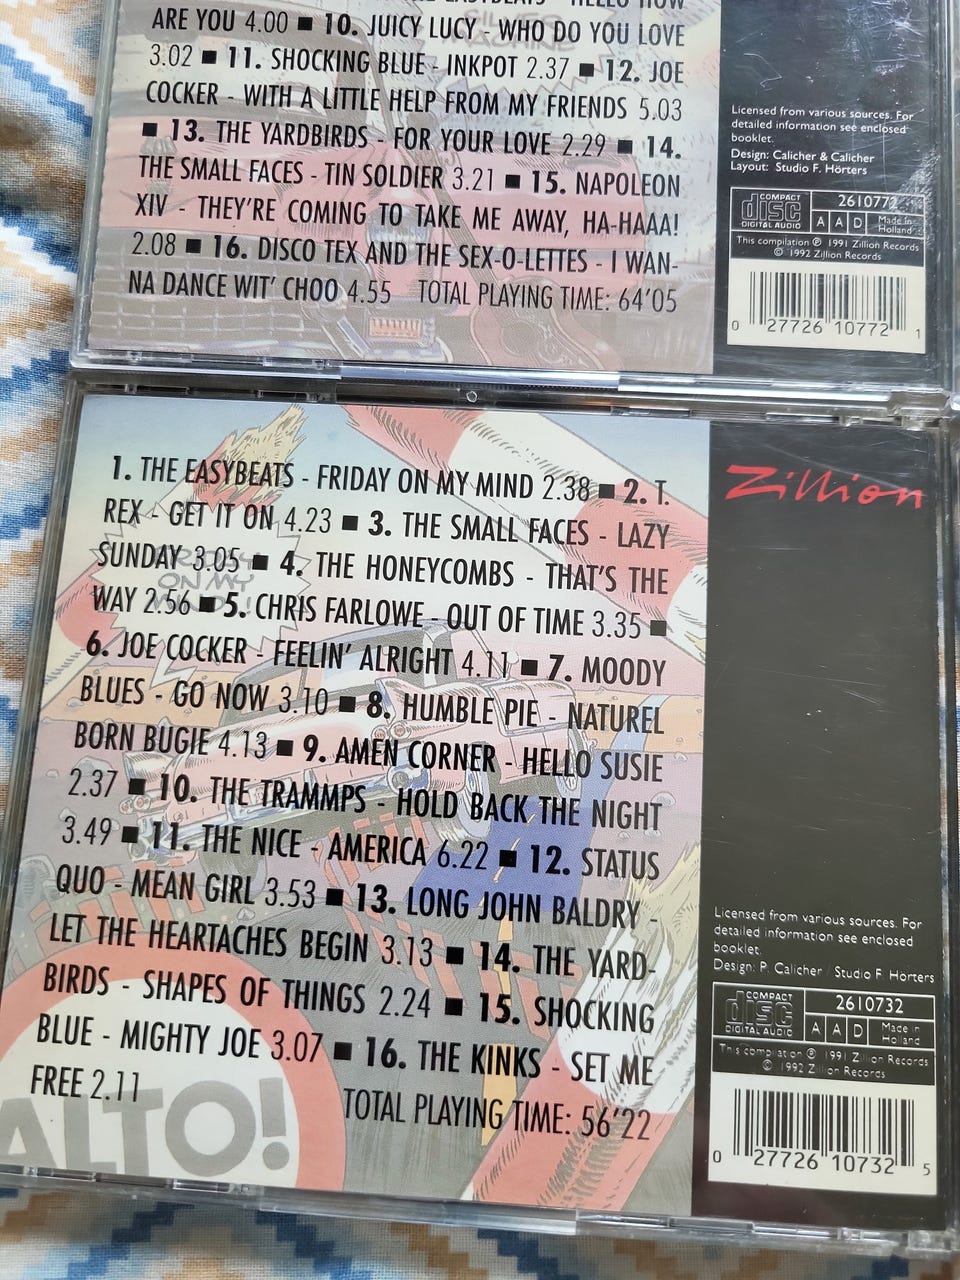 EASYBEATS - HELLO HOW
ARE YOU 4.00 ■ 10. JUICY LUCY - WHO DO YOU LOVE
3.02 ■ 11. SHOCKING BLUE - INKPOT 2.37 ■ 12. JOE
COCKER - WITH A LITTLE HELP FROM MY FRIENDS 5.03
■ 13. THE YARDBIRDS - FOR YOUR LOVE 2.29 ■ 14.
THE SMALL FACES - TIN SOLDIER 3.21 ■ 15. NAPOLEON
XIV - THEY'RE COMING TO TAKE ME AWAY, HA-HAAA!
2.08 ■ 16. DISCO TEX AND THE SEX-O-LETTES - I WAN-
NA DANCE WIT' CHOO 4.55 TOTAL PLAYING TIME: 64'05
MACHINE
Licensed from various sources. For
detailed information see enclosed
booklet.
Design: Calicher & Calicher
Layout: Studio F. Hörters
COMPACT
disc
DIGITAL AUDIO
2610772
A A D
Made in
Holland
This compilation ℗ 1991 Zillion Records
© 1992 Zillion Records
0 27726 10772 1
1. THE EASYBEATS - FRIDAY ON MY MIND 2.38 ■ 2. T.
REX - GET IT ON 4.23 ■ 3. THE SMALL FACES - LAZY
SUNDAY 3.05 ■ 4. THE HONEYCOMBS - THAT'S THE
WAY 2.56 ■ 5. CHRIS FARLOWE - OUT OF TIME 3.35 ■
6. JOE COCKER - FEELIN' ALRIGHT 4.11 ■ 7. MOODY
BLUES - GO NOW 3.10 ■ 8. HUMBLE PIE - NATUREL
BORN BUGIE 4.13 ■ 9. AMEN CORNER - HELLO SUSIE
2.37 ■ 10. THE TRAMMPS - HOLD BACK THE NIGHT
3.49 ■ 11. THE NICE - AMERICA 6.22 ■ 12. STATUS
QUO - MEAN GIRL 3.53 ■ 13. LONG JOHN BALDRY -
LET THE HEARTACHES BEGIN 3.13 ■ 14. THE YARD-
BIRDS - SHAPES OF THINGS 2.24 ■ 15. SHOCKING
BLUE - MIGHTY JOE 3.07 ■ 16. THE KINKS - SET ME
FREE 2.11
TOTAL PLAYING TIME: 56'22
ON MY
ALTO!
Zillion
Licensed from various sources. For
detailed information see enclosed
booklet.
Design: P. Calicher / Studio F. Hörters
COMPACT
disc
DIGITAL AUDIO
2610732
A A D
Made in
Holland
This compilation ℗ 1991 Zillion Records
© 1992 Zillion Records
0 27726 10732 5